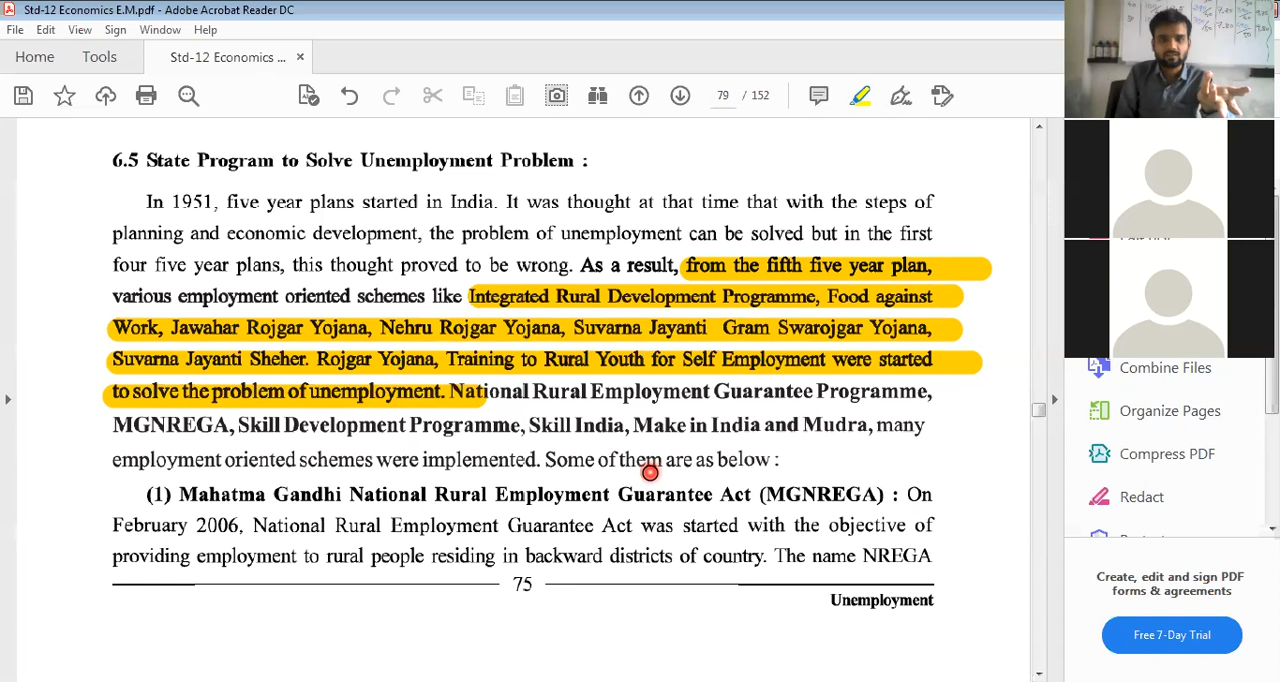 Std-12 Economics E.M.pdf - Adobe Acrobat Reader DC
File Edit View Sign Window Help
Home Tools Std-12 Economics ... ×
79 / 152
6.5 State Program to Solve Unemployment Problem :
In 1951, five year plans started in India. It was thought at that time that with the steps of
planning and economic development, the problem of unemployment can be solved but in the first
four five year plans, this thought proved to be wrong. As a result, from the fifth five year plan,
various employment oriented schemes like Integrated Rural Development Programme, Food against
Work, Jawahar Rojgar Yojana, Nehru Rojgar Yojana, Suvarna Jayanti Gram Swarojgar Yojana,
Suvarna Jayanti Sheher. Rojgar Yojana, Training to Rural Youth for Self Employment were started
to solve the problem of unemployment. National Rural Employment Guarantee Programme,
MGNREGA, Skill Development Programme, Skill India, Make in India and Mudra, many
employment oriented schemes were implemented. Some of them are as below :
(1) Mahatma Gandhi National Rural Employment Guarantee Act (MGNREGA) : On
February 2006, National Rural Employment Guarantee Act was started with the objective of
providing employment to rural people residing in backward districts of country. The name NREGA
75
Unemployment
Combine Files
Organize Pages
Compress PDF
Redact
Create, edit and sign PDF
forms & agreements
Free 7-Day Trial